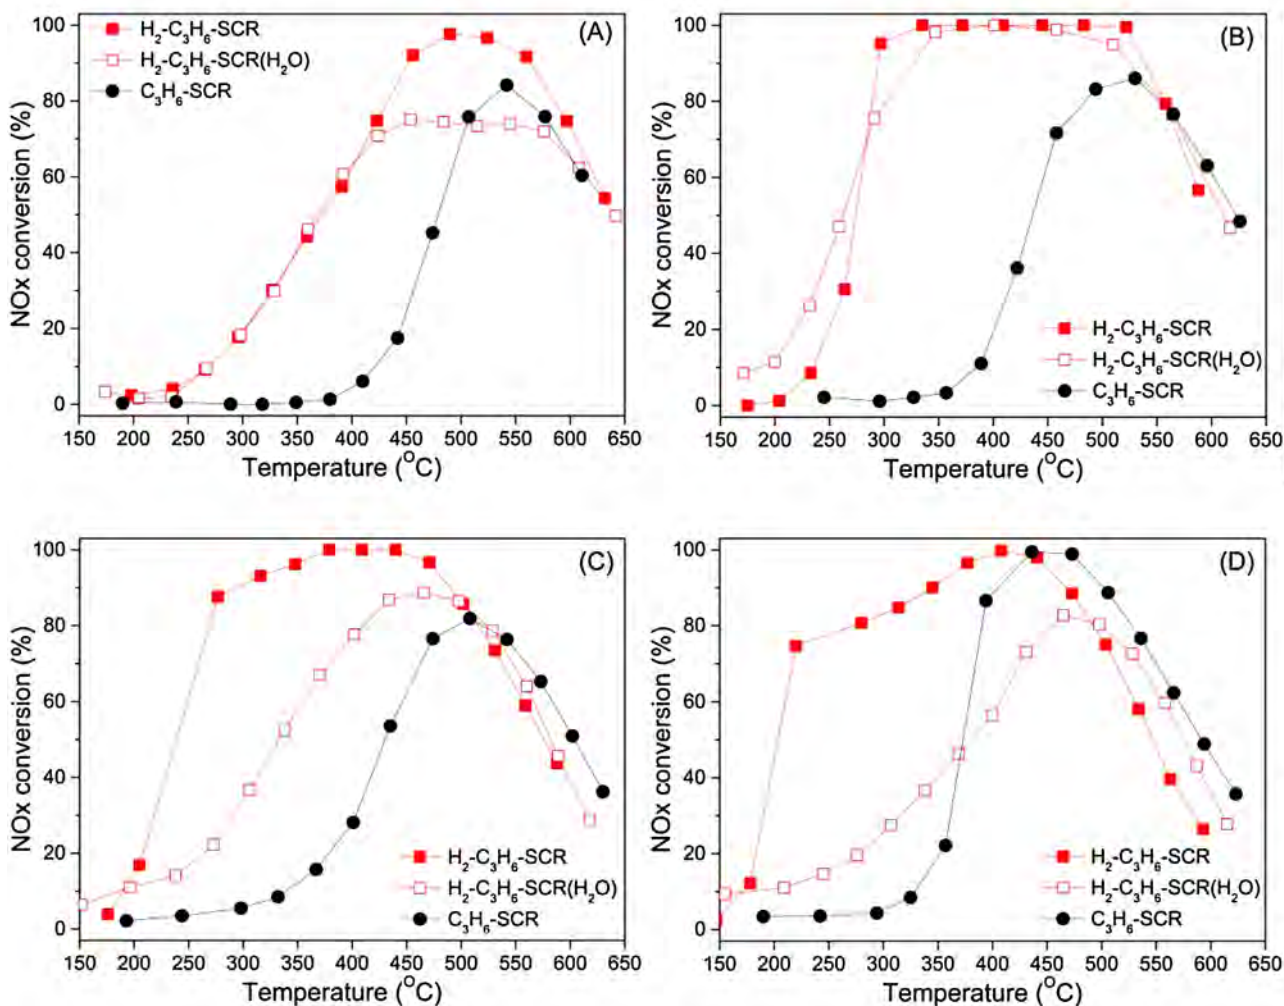 (A)
H₂-C₃H₆-SCR
H₂-C₃H₆-SCR(H₂O)
C₃H₆-SCR
NOx conversion (%)
100
80
60
40
20
0
150 200 250 300 350 400 450 500 550 600 650
Temperature (°C)
(B)
H₂-C₃H₆-SCR
H₂-C₃H₆-SCR(H₂O)
C₃H₆-SCR
NOx conversion (%)
100
80
60
40
20
0
150 200 250 300 350 400 450 500 550 600 650
Temperature (°C)
(C)
H₂-C₃H₆-SCR
H₂-C₃H₆-SCR(H₂O)
C₃H₆-SCR
NOx conversion (%)
100
80
60
40
20
0
150 200 250 300 350 400 450 500 550 600 650
Temperature (°C)
(D)
H₂-C₃H₆-SCR
H₂-C₃H₆-SCR(H₂O)
C₃H₆-SCR
NOx conversion (%)
100
80
60
40
20
0
150 200 250 300 350 400 450 500 550 600 650
Temperature (°C)